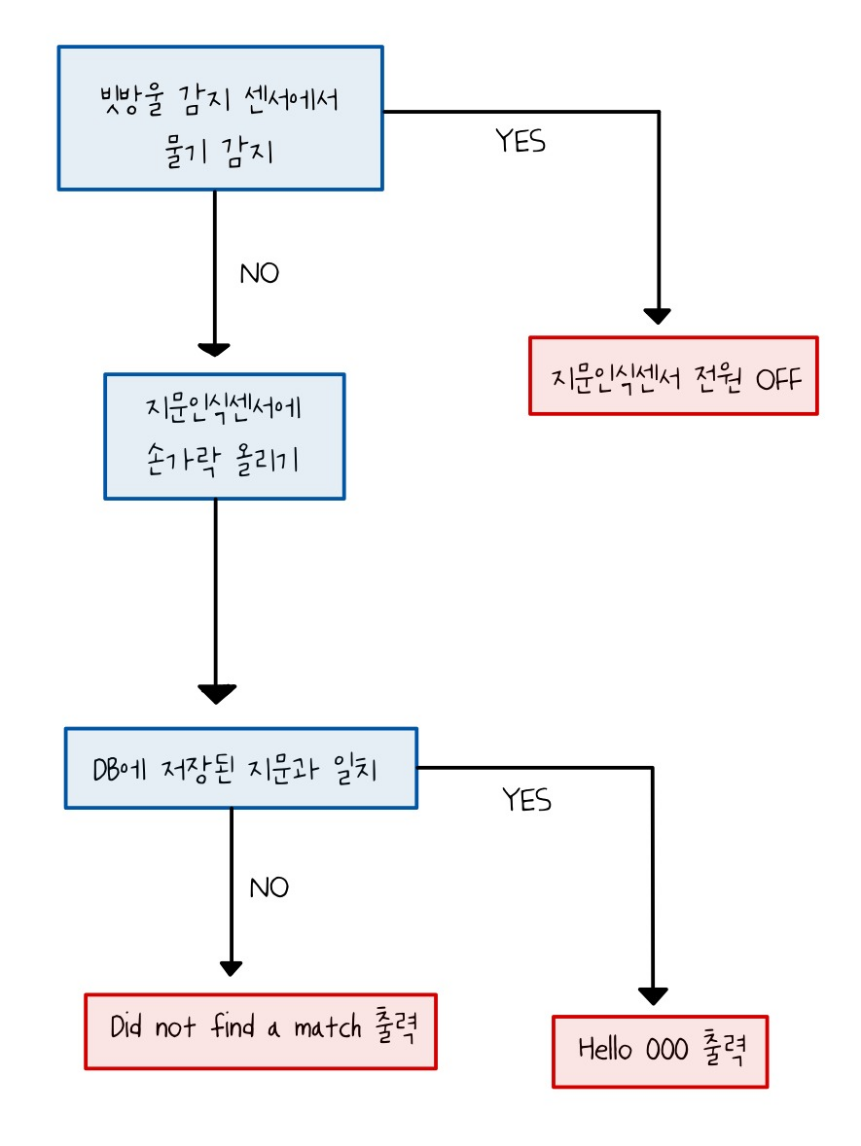 빗방울 감지 센서에서
물기 감지
YES
NO
지문인식센서 전원 OFF
지문인식센서에
손가락 올리기
DB에 저장된 지문과 일치
YES
NO
Did not find a match 출력
Hello OOO 출력